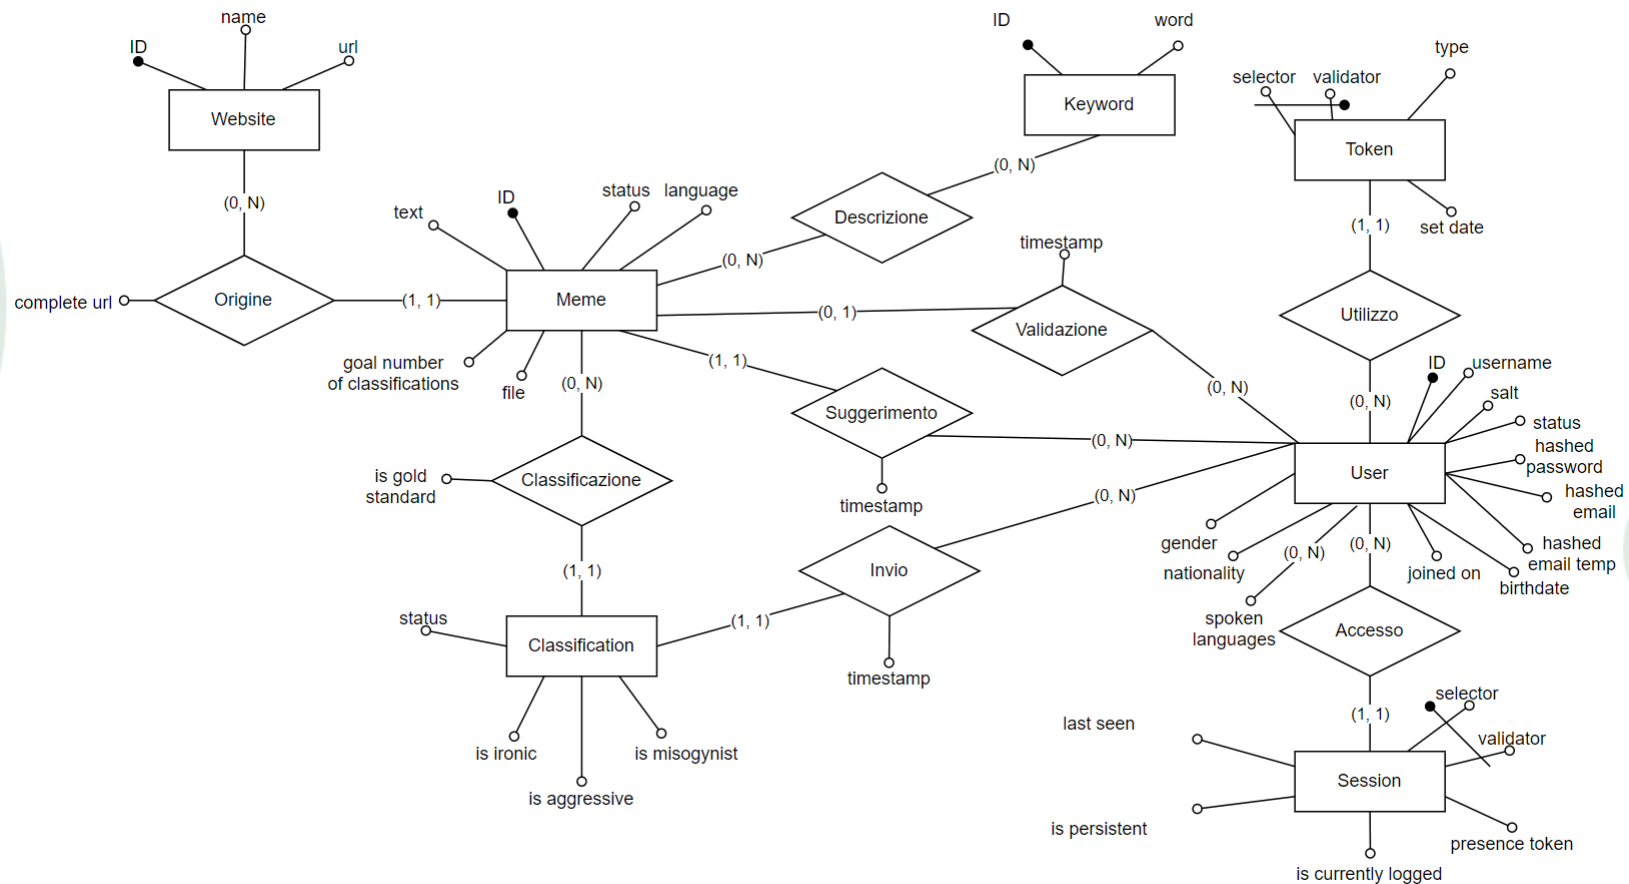 name
ID
url
Website
(0, N)
complete url
Origine
(1, 1)
ID
word
Keyword
(0, N)
Descrizione
(0, N)
type
selector
validator
Token
set date
(1, 1)
Utilizzo
(0, N)
text
ID
status
language
Meme
goal number
of classifications
file
(0, N)
(0, 1)
timestamp
Validazione
(0, N)
(1, 1)
Suggerimento
(0, N)
timestamp
is gold
standard
Classificazione
(1, 1)
status
Classification
is ironic
is aggressive
is misogynist
(1, 1)
Invio
(0, N)
timestamp
ID
username
salt
status
hashed
password
hashed
email
hashed
email temp
birthdate
joined on
User
gender
nationality
(0, N)
spoken
languages
(0, N)
Accesso
(1, 1)
selector
validator
last seen
Session
is persistent
presence token
is currently logged